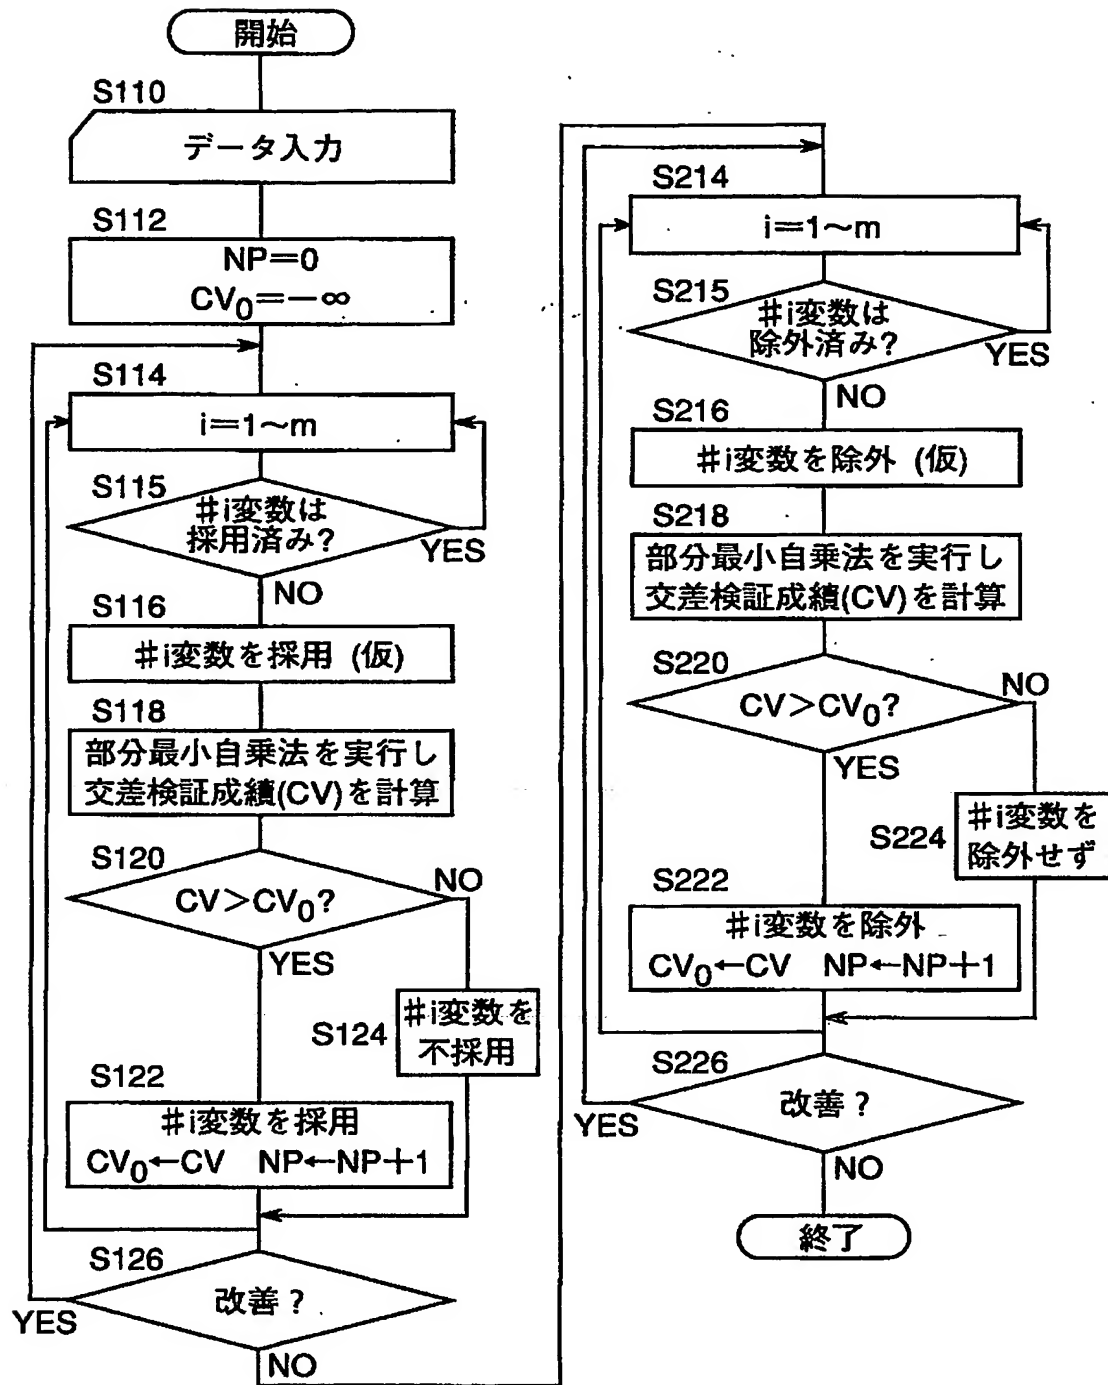 開始
S110
データ入力
S112
NP=0
CV0=-∞
S114
i=1~m
S115
#i変数は
採用済み?
YES
NO
S116
#i変数を採用 (仮)
S118
部分最小自乗法を実行し
交差検証成績(CV)を計算
S120
CV>CV0?
NO
YES
S124
#i変数を
不採用
S122
#i変数を採用
CV0←CV NP←NP+1
S126
改善?
YES
NO
S214
i=1~m
S215
#i変数は
除外済み?
YES
NO
S216
#i変数を除外 (仮)
S218
部分最小自乗法を実行し
交差検証成績(CV)を計算
S220
CV>CV0?
NO
YES
S224
#i変数を
除外せず
S222
#i変数を除外
CV0←CV NP←NP+1
S226
改善?
YES
NO
終了